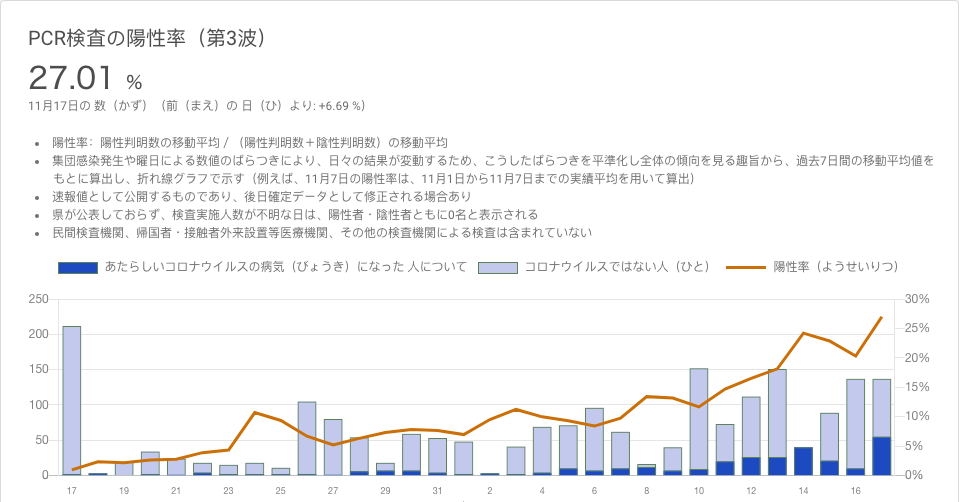 PCR検査の陽性率（第3波）
27.01 %
11月17日の 数（かず）（前（まえ）の 日（ひ）より: +6.69 %）
• 陽性率: 陽性判明数の移動平均 / （陽性判明数＋陰性判明数）の移動平均
• 集団感染発生や曜日による数値のばらつきにより、日々の結果が変動するため、こうしたばらつきを平準化し全体の傾向を見る趣旨から、過去7日間の移動平均値を
もとに算出し、折れ線グラフで示す（例えば、11月7日の陽性率は、11月1日から11月7日までの実績平均を用いて算出）
• 速報値として公開するものであり、後日確定データとして修正される場合あり
• 県が公表しておらず、検査実施人数が不明な日は、陽性者・陰性者ともに0名と表示される
• 民間検査機関、帰国者・接触者外来設置等医療機関、その他の検査機関による検査は含まれていない
あたらしいコロナウイルスの病気（びょうき）になった 人について コロナウイルスではない人（ひと） 陽性率（ようせいりつ）
250 30%
25%
200
20%
150
15%
100
10%
50
5%
0 0%
17 19 21 23 25 27 29 31 2 4 6 8 10 12 14 16